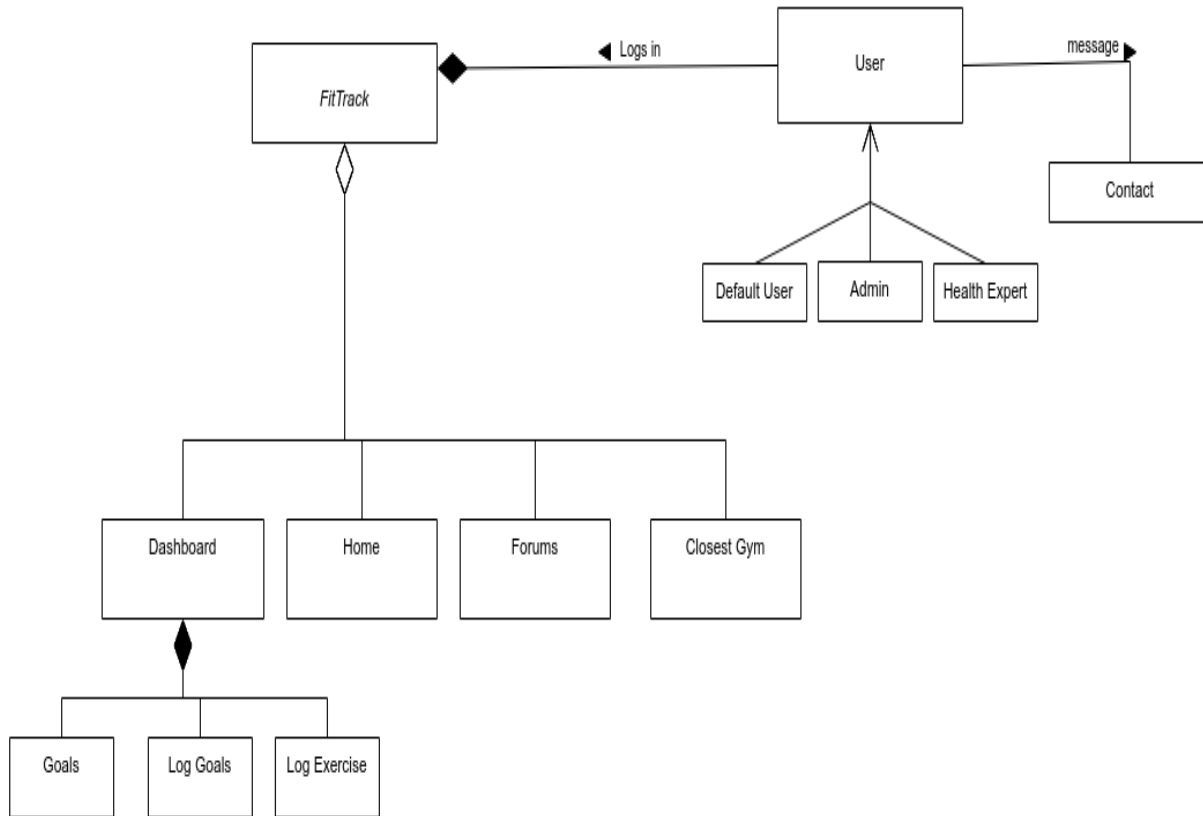 Logs in
message
FitTrack
User
Contact
Default User
Admin
Health Expert
Dashboard
Home
Forums
Closest Gym
Goals
Log Goals
Log Exercise